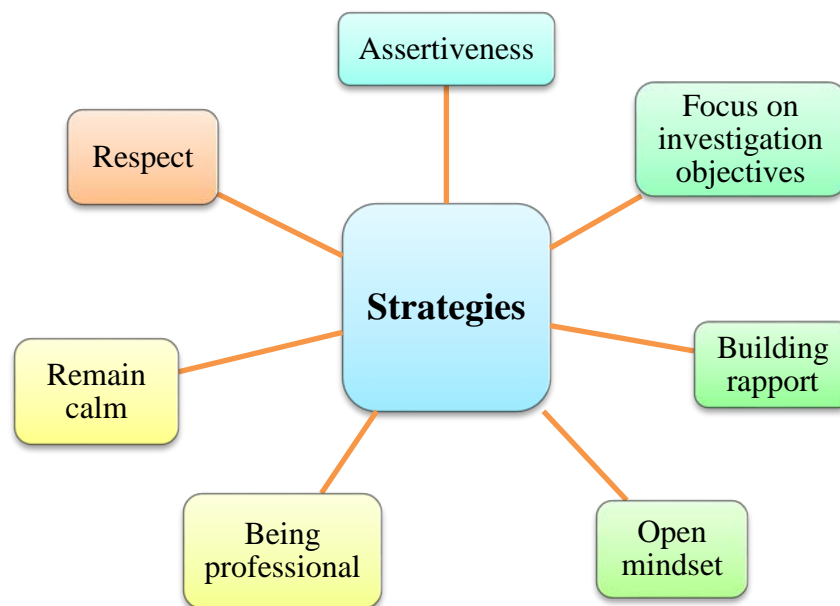 Assertiveness
Focus on
investigation
objectives
Respect
Strategies
Building
rapport
Remain
calm
Being
professional
Open
mindset